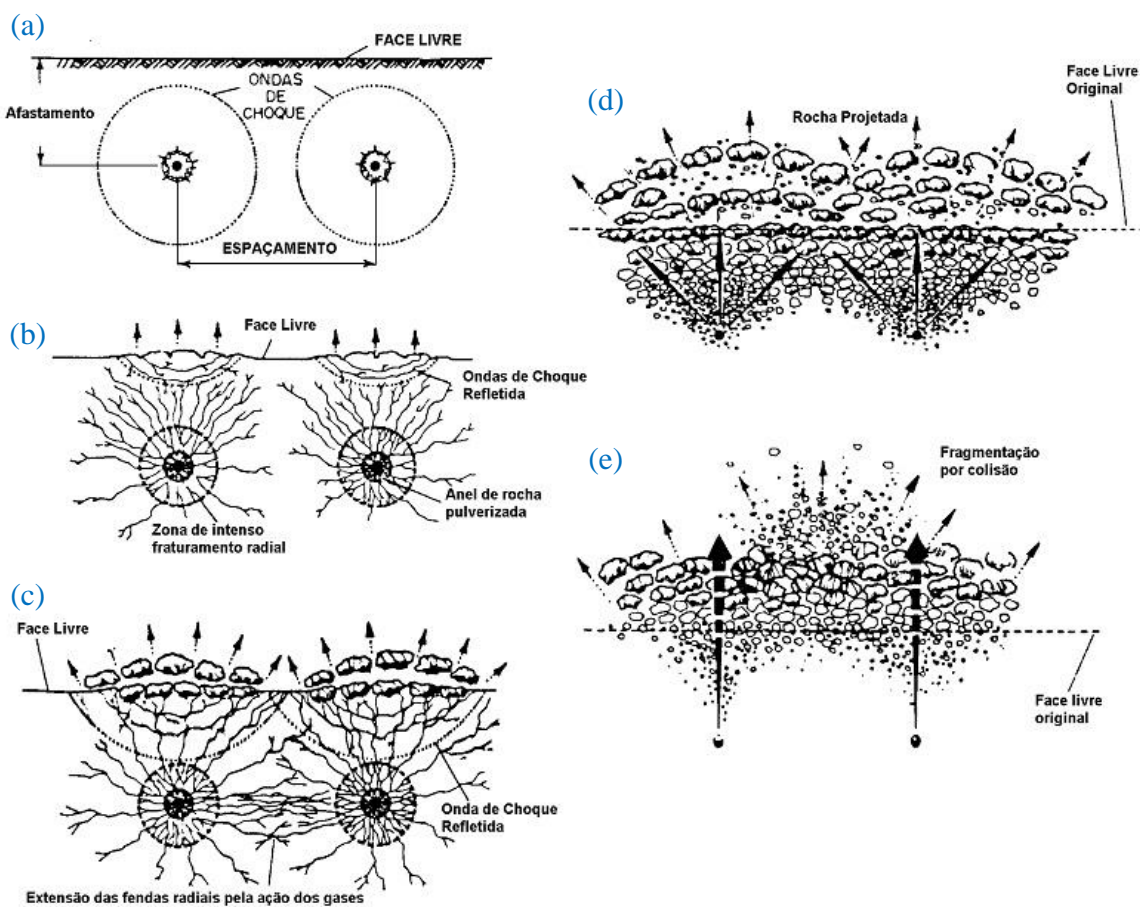 (a)
FACE LIVRE
ONDAS
DE
CHOQUE
Afastamento
ESPAÇAMENTO
(b)
Face Livre
Ondas de Choque
Refletida
Anel de rocha
pulverizada
Zona de intenso
fraturamento radial
(c)
Face Livre
Onda de Choque
Refletida
Extensão das fendas radiais pela ação dos gases
(d)
Face Livre
Original
Rocha Projetada
(e)
Fragmentação
por colisão
Face livre
original